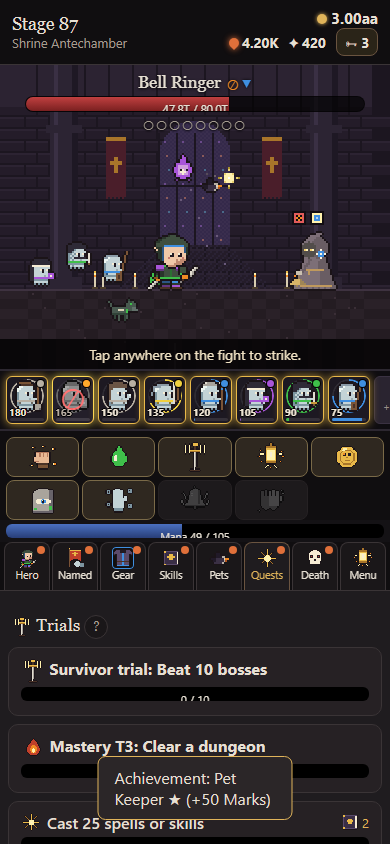 Stage 87
Shrine Antechamber
3.00aa
4.20K
420
3
Bell Ringer
47.8T / 80.0T
Tap anywhere on the fight to strike.
180
165
150
135
120
105
90
75
Mana 49 / 105
Hero
Named
Gear
Skills
Pets
Quests
Death
Menu
Trials ?
Survivor trial: Beat 10 bosses
0 / 10
Mastery T3: Clear a dungeon
Achievement: Pet
Keeper ★ (+50 Marks)
Cast 25 spells or skills
2